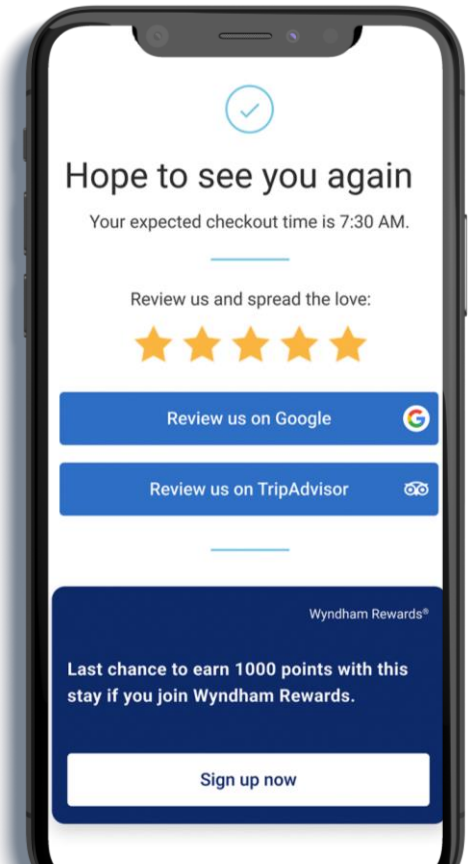 Hope to see you again
Your expected checkout time is 7:30 AM.
Review us and spread the love:
Review us on Google
Review us on TripAdvisor
Wyndham Rewards®
Last chance to earn 1000 points with this
stay if you join Wyndham Rewards.
Sign up now